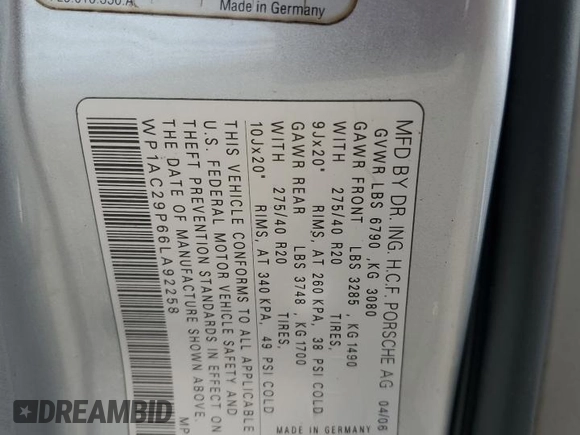 Made in Germany
MFD BY DR. ING. H.C.F. PORSCHE AG 04/06
GVWR LBS 6790 ,KG 3080
GAWR FRONT LBS 3285 , KG 1490
WITH 275/40 R20 TIRES,
9Jx20" RIMS, AT 260 KPA, 38 PSI COLD
GAWR REAR LBS 3748 , KG 1700
WITH 275/40 R20 TIRES,
10Jx20" RIMS, AT 340 KPA, 49 PSI COLD
THIS VEHICLE CONFORMS TO ALL APPLICABLE
U.S. FEDERAL MOTOR VEHICLE SAFETY AND
THEFT PREVENTION STANDARDS IN EFFECT ON
THE DATE OF MANUFACTURE SHOWN ABOVE.
WP1AC29P66LA92258 MP
MADE IN GERMANY
DREAMBID